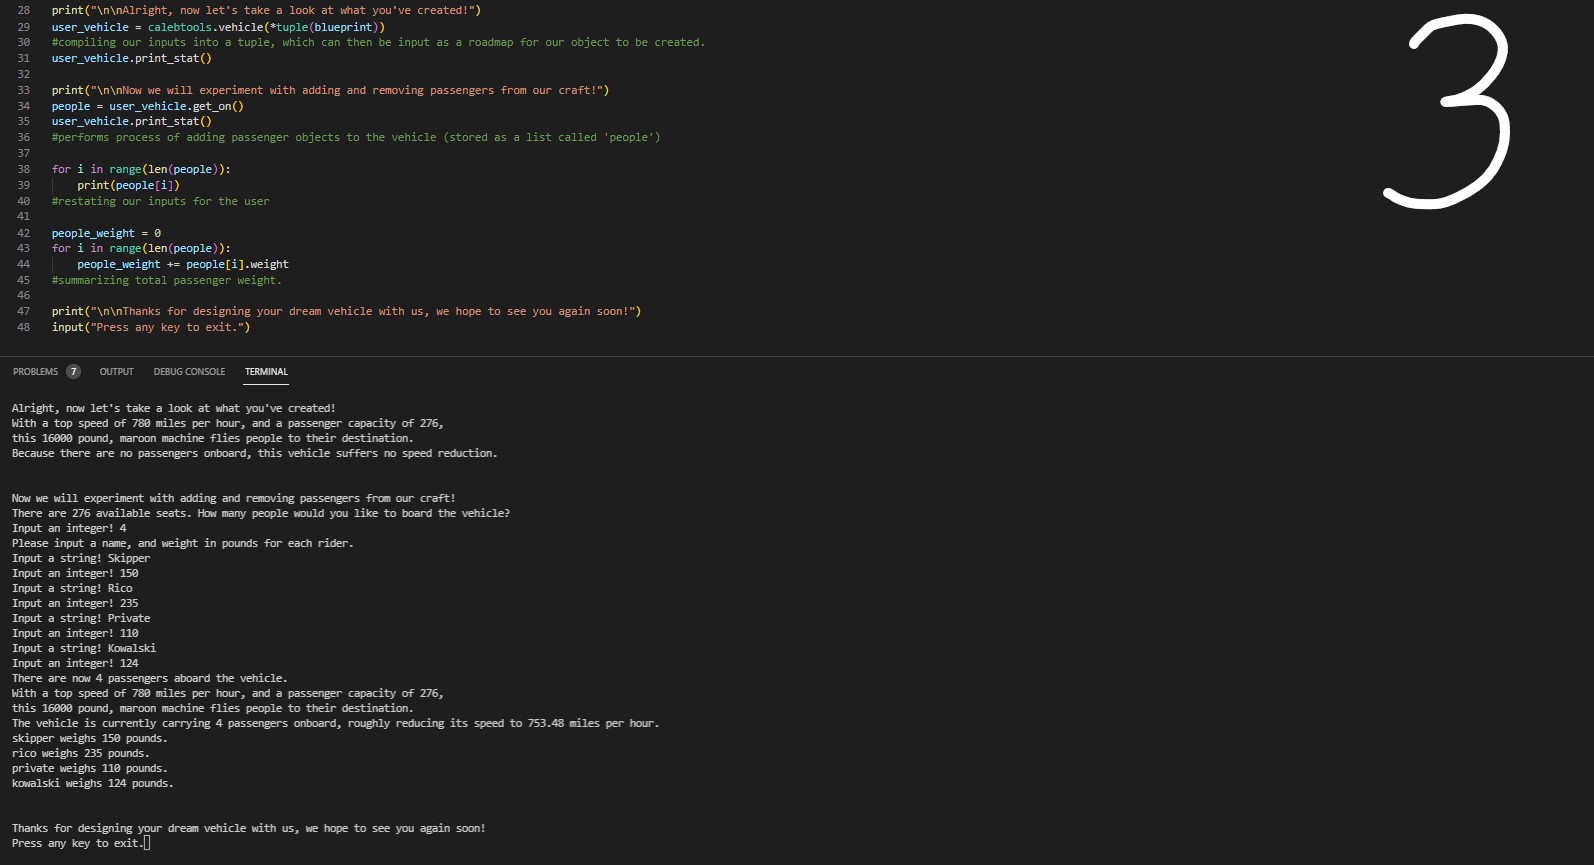 28 print("\n\nAlright, now let's take a look at what you've created!")
29 user_vehicle = calebtools.vehicle(*tuple(blueprint))
30 #compiling our inputs into a tuple, which can then be input as a roadmap for our object to be created.
31 user_vehicle.print_stat()
32
33 print("\n\nNow we will experiment with adding and removing passengers from our craft!")
34 people = user_vehicle.get_on()
35 user_vehicle.print_stat()
36 #performs process of adding passenger objects to the vehicle (stored as a list called 'people')
37
38 for i in range(len(people)):
39     print(people[i])
40 #restating our inputs for the user
41
42 people_weight = 0
43 for i in range(len(people)):
44     people_weight += people[i].weight
45 #summarizing total passenger weight.
46
47 print("\n\nThanks for designing your dream vehicle with us, we hope to see you again soon!")
48 input("Press any key to exit.")
3
PROBLEMS 7 OUTPUT DEBUG CONSOLE TERMINAL
Alright, now let's take a look at what you've created!
With a top speed of 780 miles per hour, and a passenger capacity of 276,
this 16000 pound, maroon machine flies people to their destination.
Because there are no passengers onboard, this vehicle suffers no speed reduction.
Now we will experiment with adding and removing passengers from our craft!
There are 276 available seats. How many people would you like to board the vehicle?
Input an integer! 4
Please input a name, and weight in pounds for each rider.
Input a string! Skipper
Input an integer! 150
Input a string! Rico
Input an integer! 235
Input a string! Private
Input an integer! 110
Input a string! Kowalski
Input an integer! 124
There are now 4 passengers aboard the vehicle.
With a top speed of 780 miles per hour, and a passenger capacity of 276,
this 16000 pound, maroon machine flies people to their destination.
The vehicle is currently carrying 4 passengers onboard, roughly reducing its speed to 753.48 miles per hour.
skipper weighs 150 pounds.
rico weighs 235 pounds.
private weighs 110 pounds.
kowalski weighs 124 pounds.
Thanks for designing your dream vehicle with us, we hope to see you again soon!
Press any key to exit.